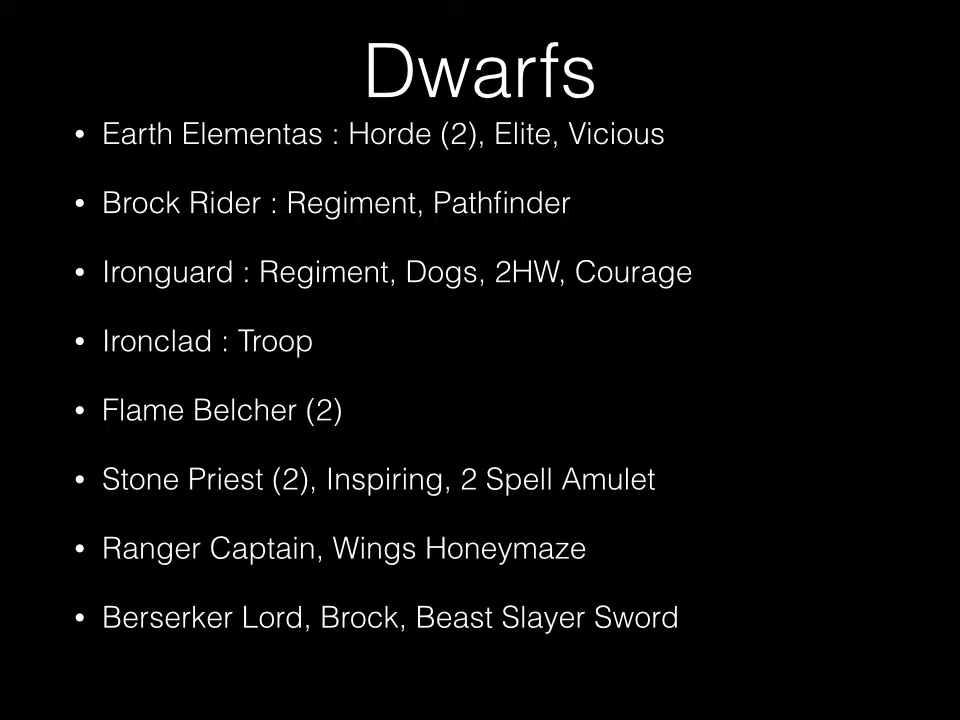 Dwarfs
• Earth Elementas : Horde (2), Elite, Vicious
• Brock Rider : Regiment, Pathfinder
• Ironguard : Regiment, Dogs, 2HW, Courage
• Ironclad : Troop
• Flame Belcher (2)
• Stone Priest (2), Inspiring, 2 Spell Amulet
• Ranger Captain, Wings Honeymaze
• Berserker Lord, Brock, Beast Slayer Sword